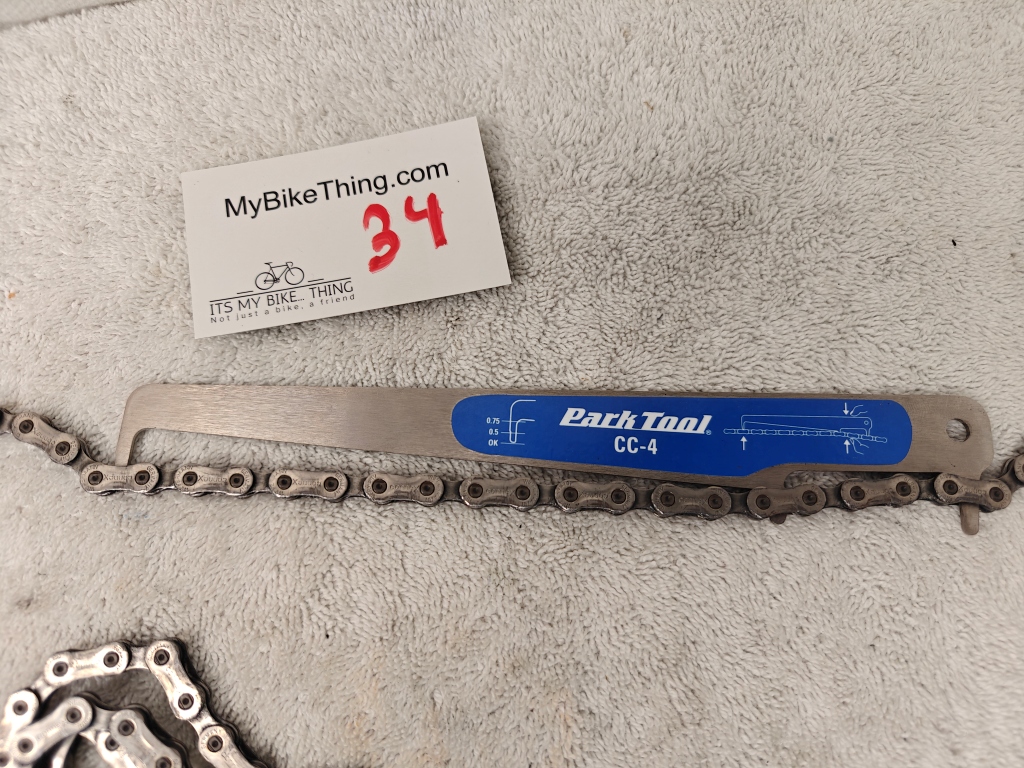 MyBikeThing.com
34
ITS MY BIKE... THING
Not just a bike, a friend
0.75
0.5
OK
Park Tool®
CC-4